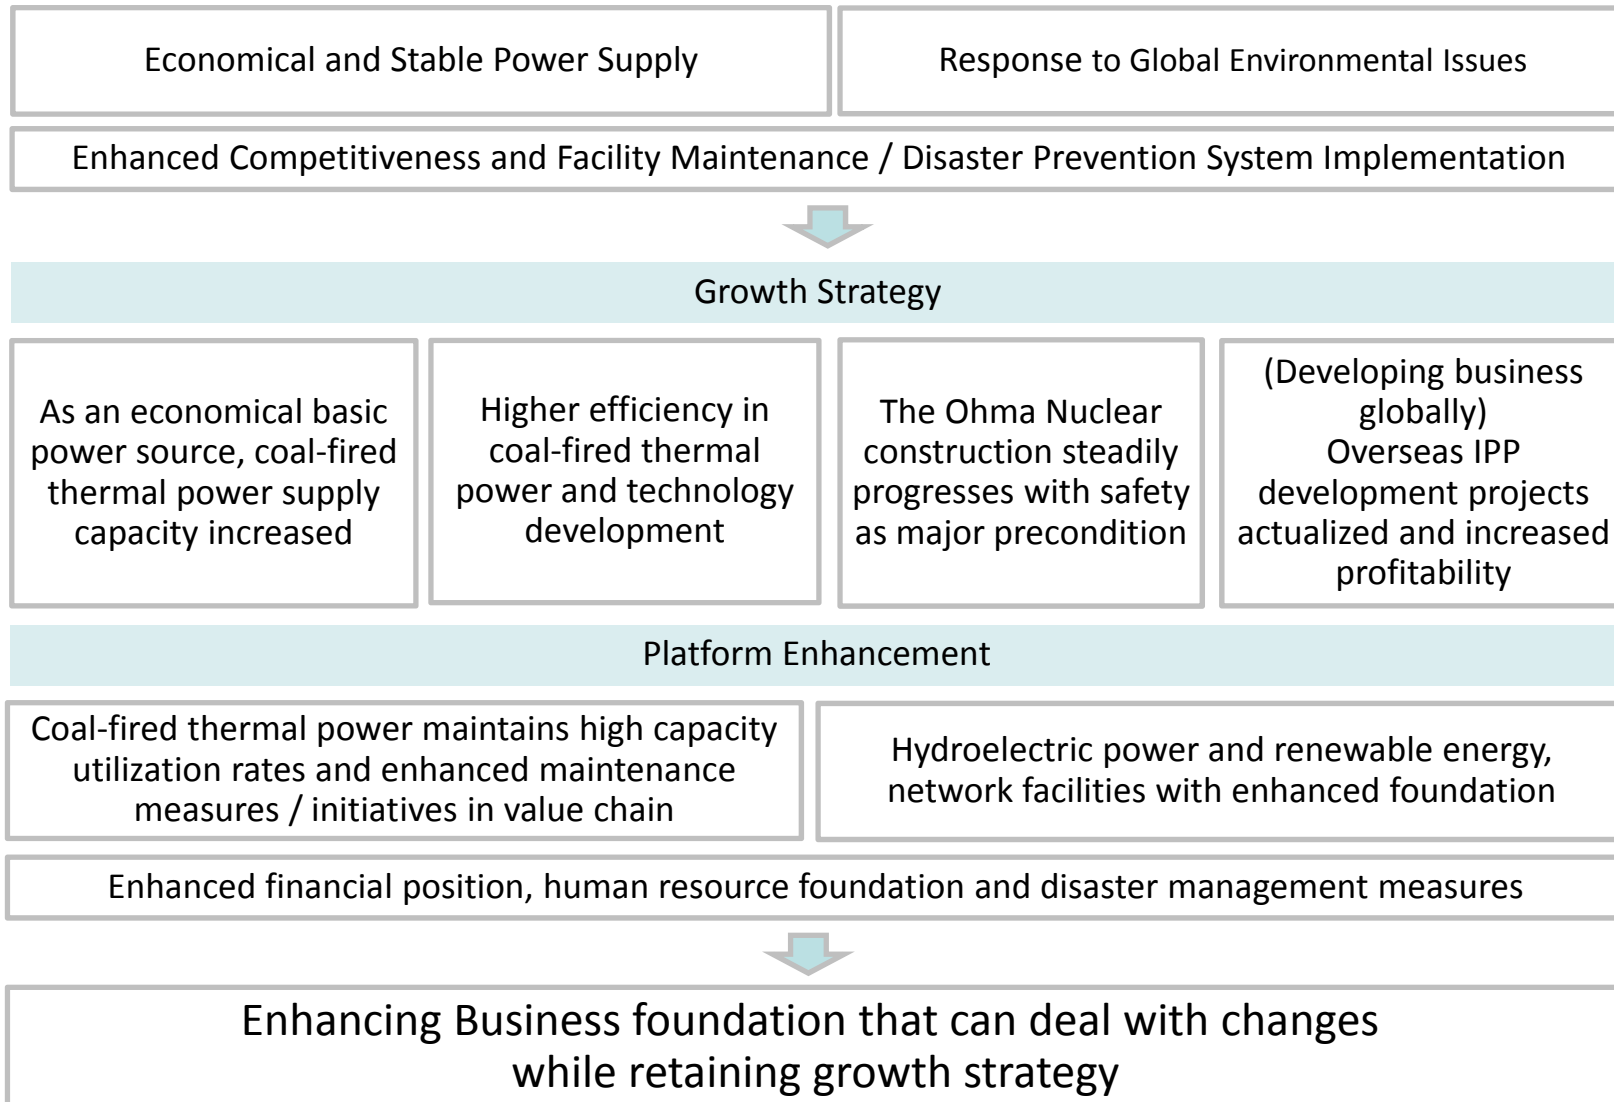 Economical and Stable Power Supply
Response to Global Environmental Issues
Enhanced Competitiveness and Facility Maintenance / Disaster Prevention System Implementation
Growth Strategy
As an economical basic
power source, coal-fired
thermal power supply
capacity increased
Higher efficiency in
coal-fired thermal
power and technology
development
The Ohma Nuclear
construction steadily
progresses with safety
as major precondition
(Developing business
globally)
Overseas IPP
development projects
actualized and increased
profitability
Platform Enhancement
Coal-fired thermal power maintains high capacity
utilization rates and enhanced maintenance
measures / initiatives in value chain
Hydroelectric power and renewable energy,
network facilities with enhanced foundation
Enhanced financial position, human resource foundation and disaster management measures
Enhancing Business foundation that can deal with changes
while retaining growth strategy